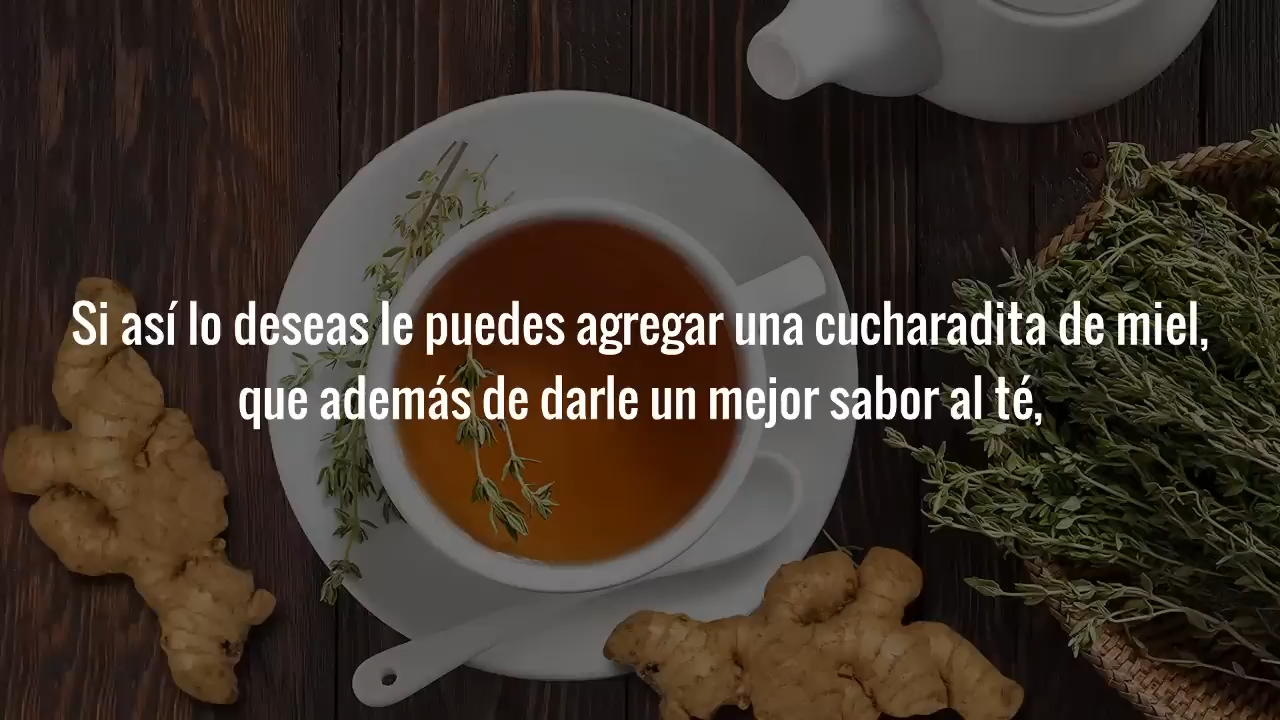 Si así lo deseas le puedes agregar una cucharadita de miel,
que además de darle un mejor sabor al té,